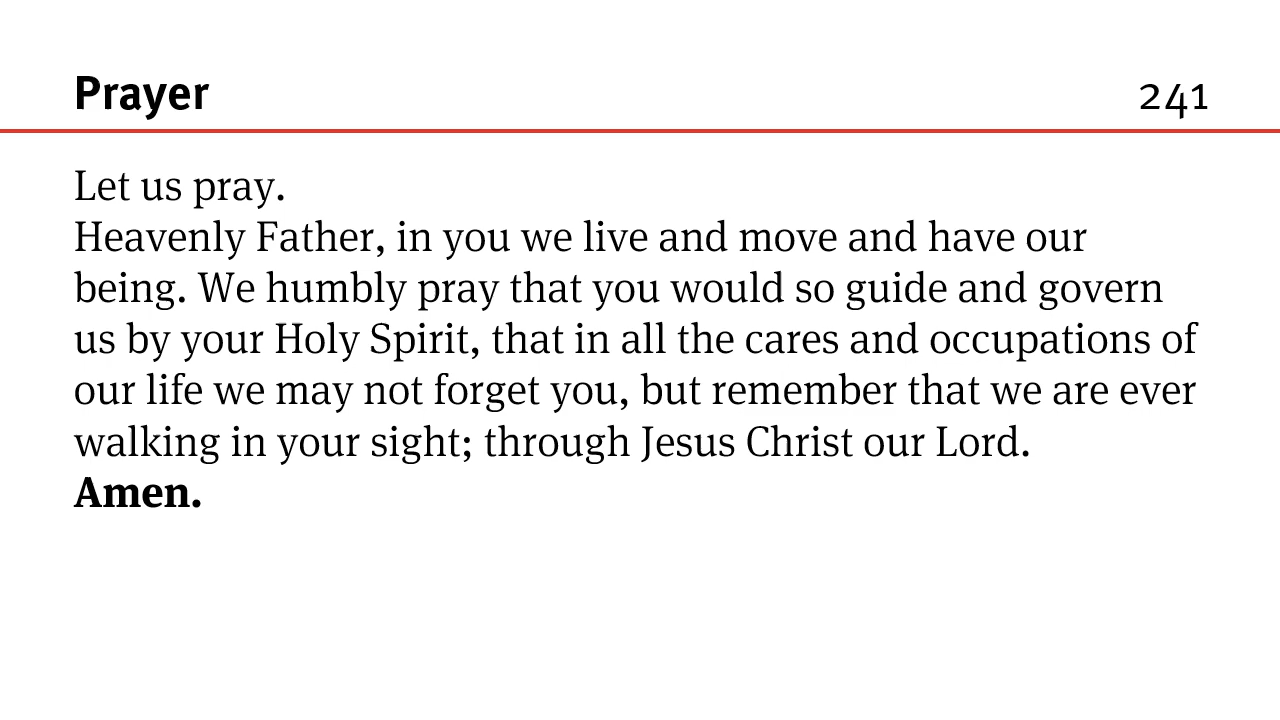 Prayer 241
Let us pray.
Heavenly Father, in you we live and move and have our
being. We humbly pray that you would so guide and govern
us by your Holy Spirit, that in all the cares and occupations of
our life we may not forget you, but remember that we are ever
walking in your sight; through Jesus Christ our Lord.
Amen.